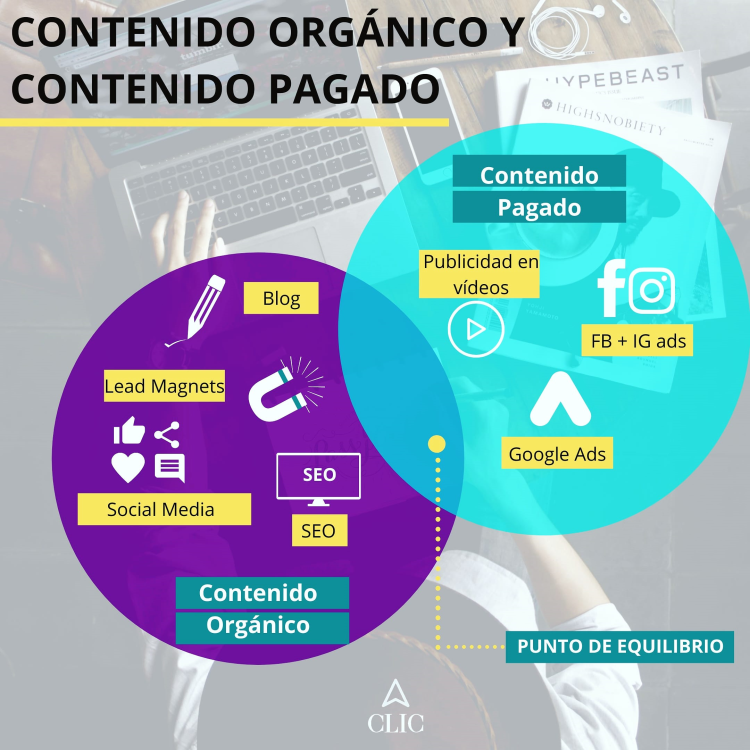 CONTENIDO ORGÁNICO Y
CONTENIDO PAGADO
HYPEBEAST
HIGHSNOBIETY
Contenido
Pagado
Publicidad en
vídeos
FB + IG ads
Google Ads
Blog
Lead Magnets
Social Media
SEO
SEO
Contenido
Orgánico
PUNTO DE EQUILIBRIO
CLIC